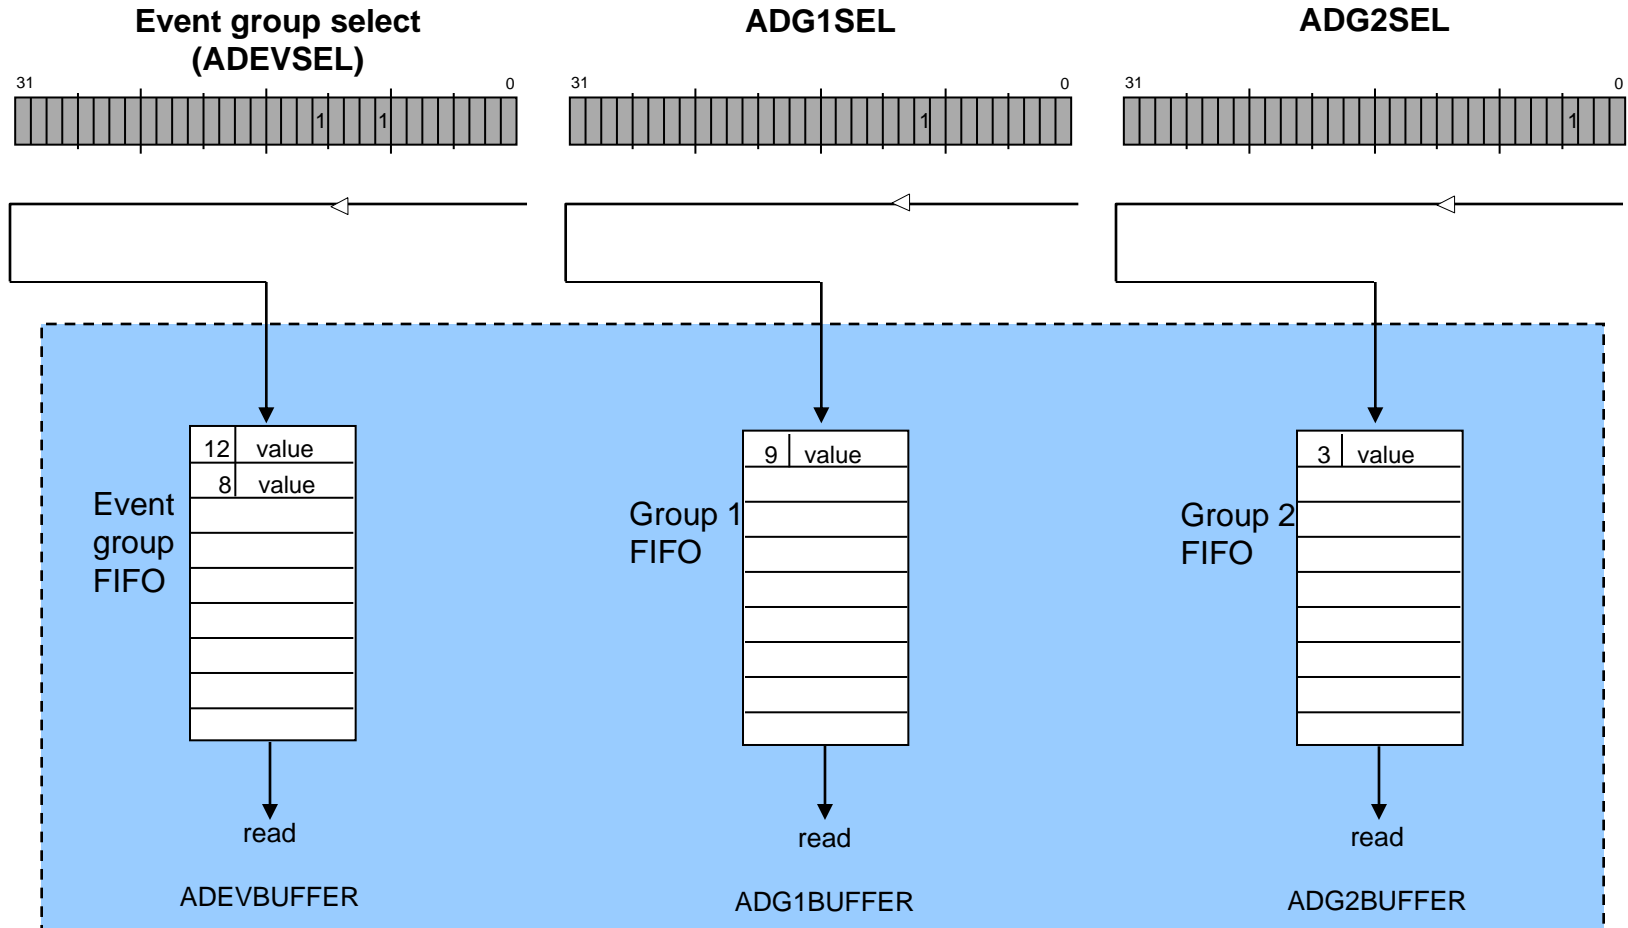 Event group select
(ADEVSEL)
ADG1SEL
ADG2SEL
31
0
31
0
31
0
1
1
1
1
12
value
8
value
Event
group
FIFO
9
value
Group 1
FIFO
3
value
Group 2
FIFO
read
read
read
ADEVBUFFER
ADG1BUFFER
ADG2BUFFER